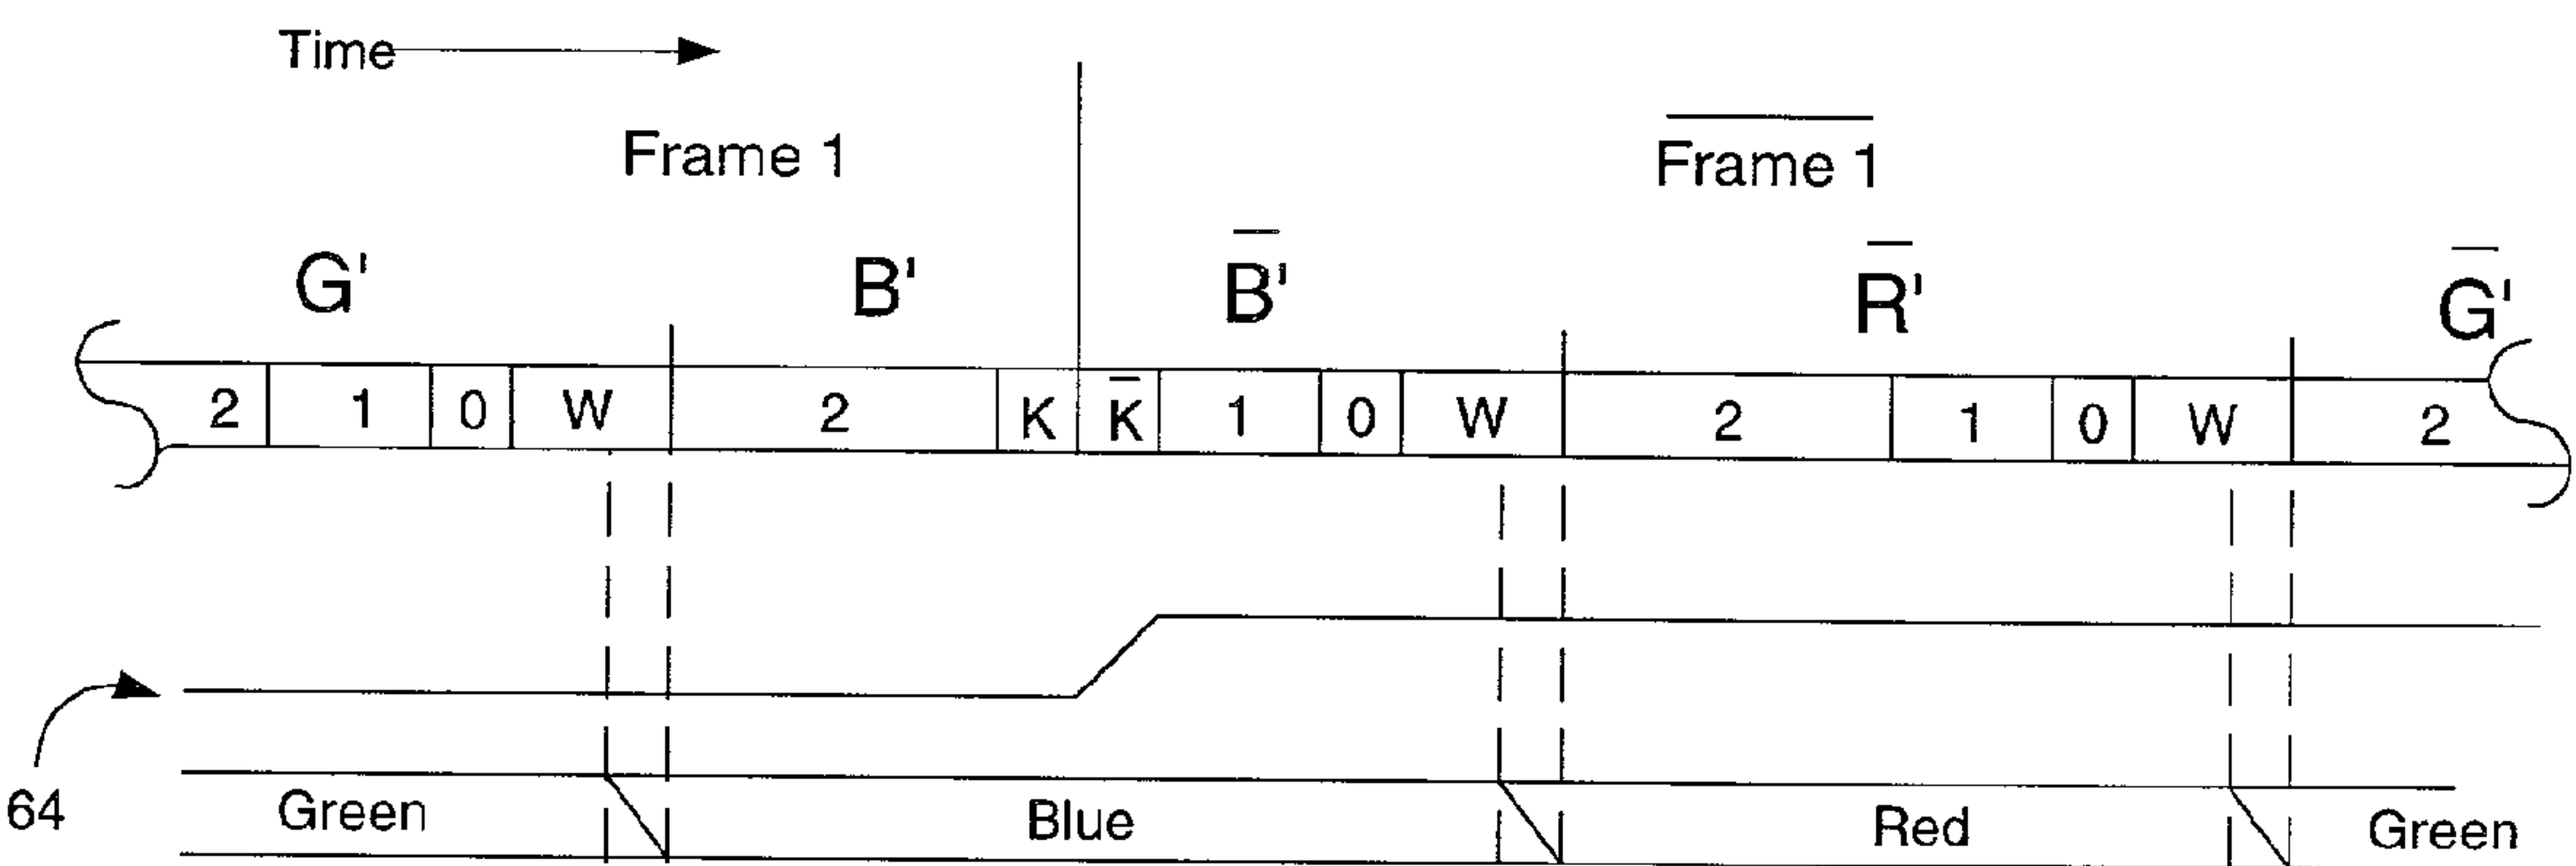 Time
Frame 1 F̅r̅a̅m̅e̅ ̅1̅
G' B' B̅' R̅' G̅'
2 1 0 W 2 K K̅ 1 0 W 2 1 0 W 2
64
Green Blue Red Green